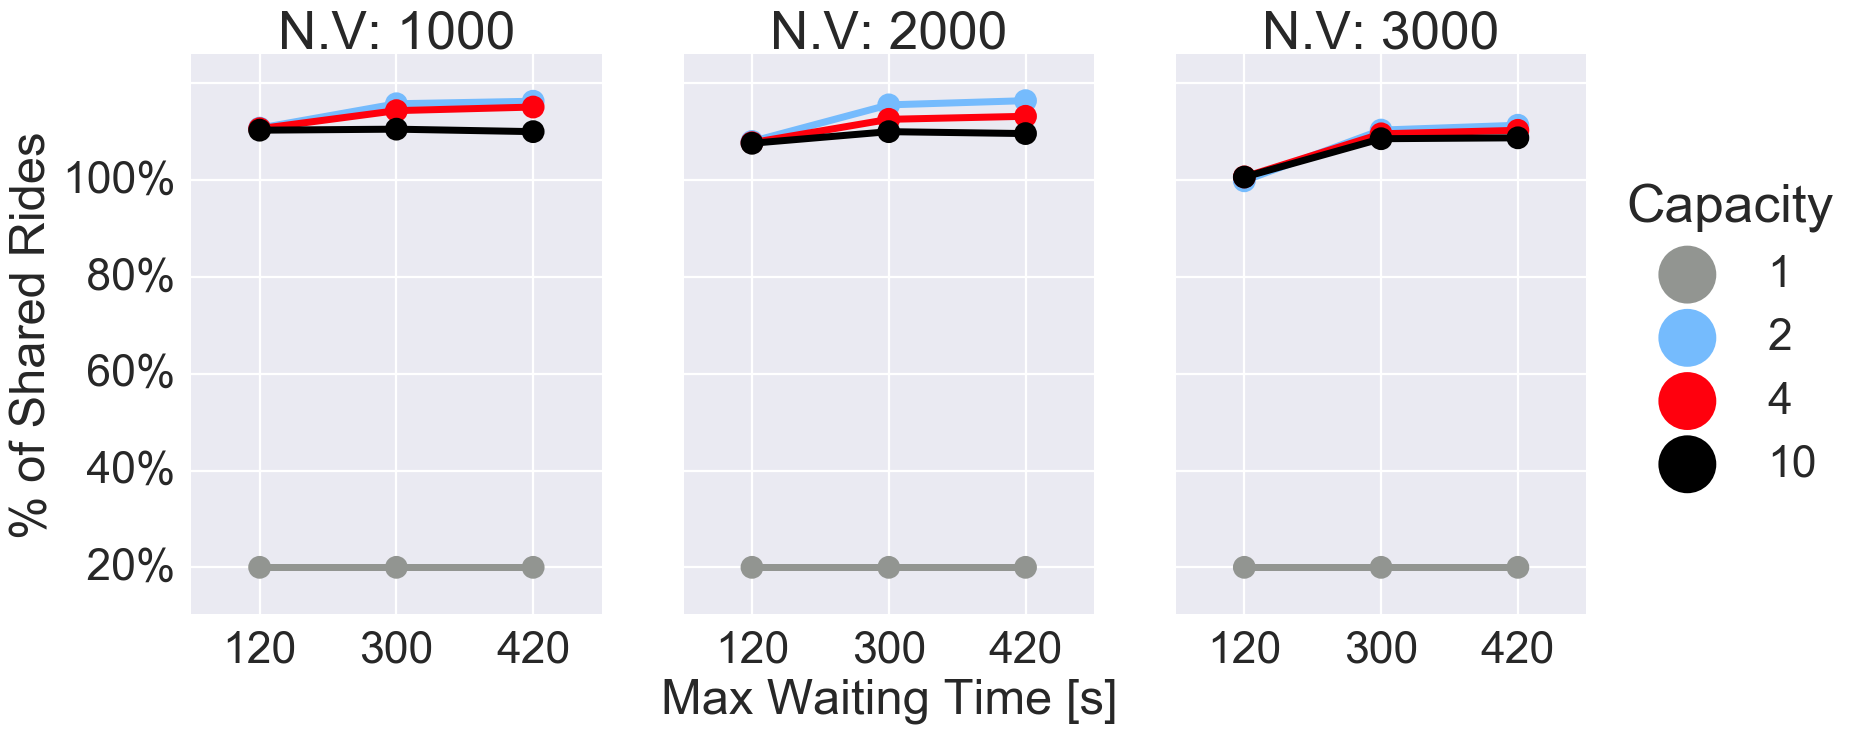 N.V: 1000 N.V: 2000 N.V: 3000
% of Shared Rides
100%
80%
60%
40%
20%
120 300 420 120 300 420 120 300 420
Max Waiting Time [s]
Capacity
1
2
4
10